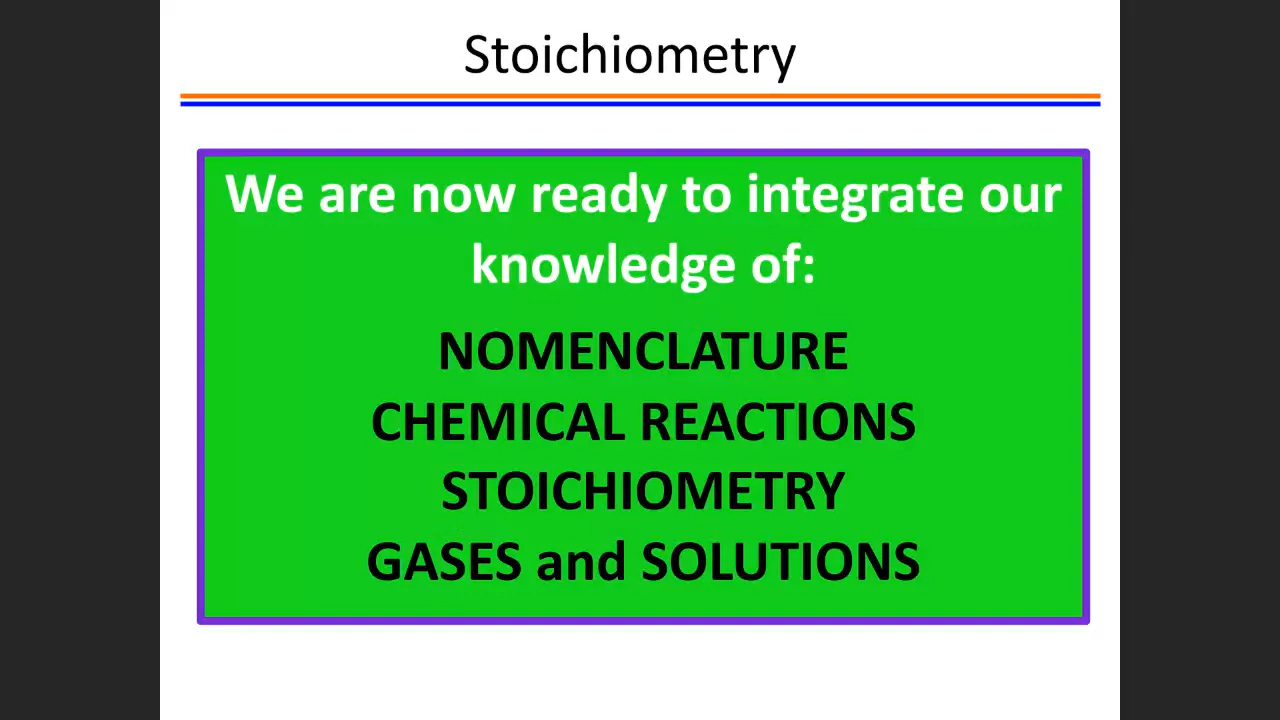 Stoichiometry
We are now ready to integrate our
knowledge of:
NOMENCLATURE
CHEMICAL REACTIONS
STOICHIOMETRY
GASES and SOLUTIONS